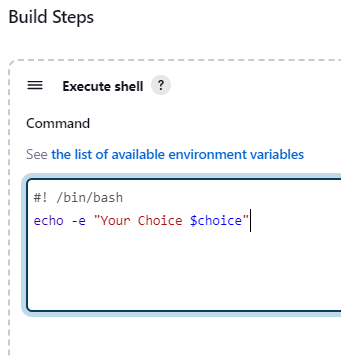 Build Steps
Execute shell ?
Command
See the list of available environment variables
#! /bin/bash
echo -e "Your Choice $choice"